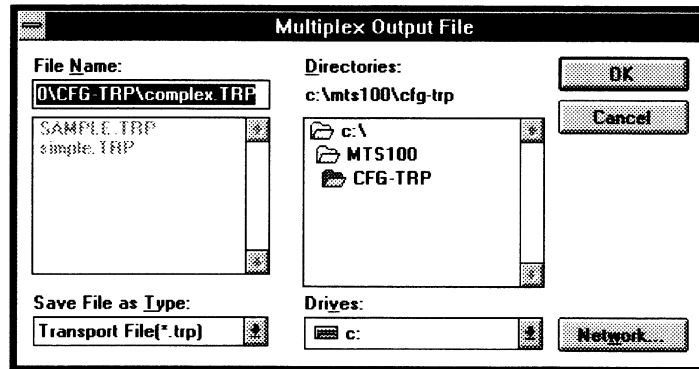 Multiplex Output File
File Name:
0\CFG-TRP\complex.TRP
SAMPLE.TRP
simple.TRP
Save File as Type:
Transport File(*.trp)
Directories:
c:\mts100\cfg-trp
c:\
MTS100
CFG-TRP
Drives:
c:
OK
Cancel
Network...